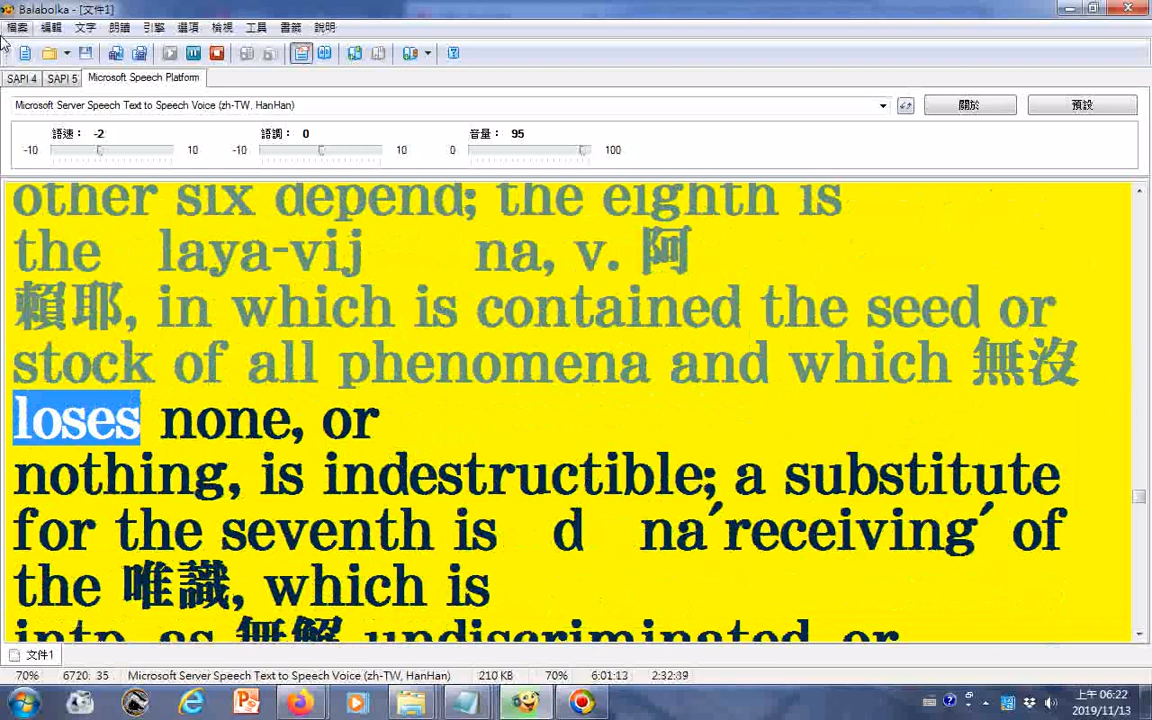 Balabolka - [文件1]
檔案 編輯 文字 朗讀 引擎 選項 檢視 工具 書籤 說明
SAPI 4 SAPI 5 Microsoft Speech Platform
Microsoft Server Speech Text to Speech Voice (zh-TW, HanHan) 關於 預設
語速： -2 語調： 0 音量： 95
-10 10 -10 10 0 100
other six depend; the eighth is
the laya-vij na, v. 阿
賴耶, in which is contained the seed or
stock of all phenomena and which 無沒
loses none, or
nothing, is indestructible; a substitute
for the seventh is d na′receiving′ of
the 唯識, which is
intp. as 無解 undiscriminated, or
文件1
70% 6720: 35 Microsoft Server Speech Text to Speech Voice (zh-TW, HanHan) 210 KB 70% 6:01:13 2:32:39
上午 06:22
2019/11/13